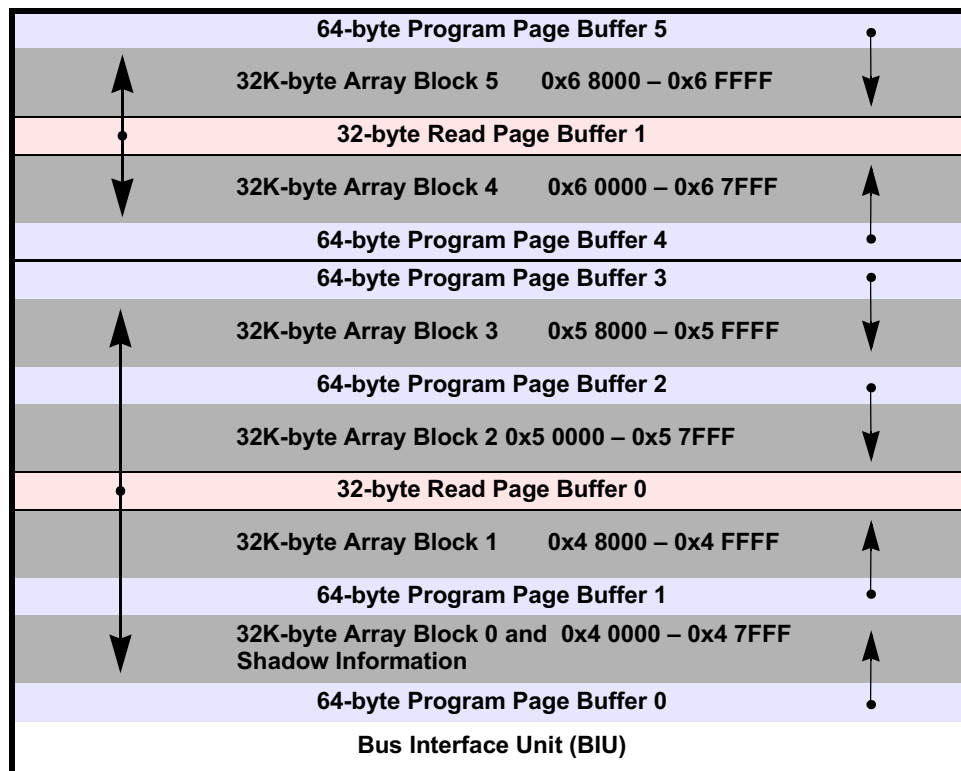 64-byte Program Page Buffer 5
32K-byte Array Block 5 0x6 8000 – 0x6 FFFF
32-byte Read Page Buffer 1
32K-byte Array Block 4 0x6 0000 – 0x6 7FFF
64-byte Program Page Buffer 4
64-byte Program Page Buffer 3
32K-byte Array Block 3 0x5 8000 – 0x5 FFFF
64-byte Program Page Buffer 2
32K-byte Array Block 2 0x5 0000 – 0x5 7FFF
32-byte Read Page Buffer 0
32K-byte Array Block 1 0x4 8000 – 0x4 FFFF
64-byte Program Page Buffer 1
32K-byte Array Block 0 and 0x4 0000 – 0x4 7FFF
Shadow Information
64-byte Program Page Buffer 0
Bus Interface Unit (BIU)